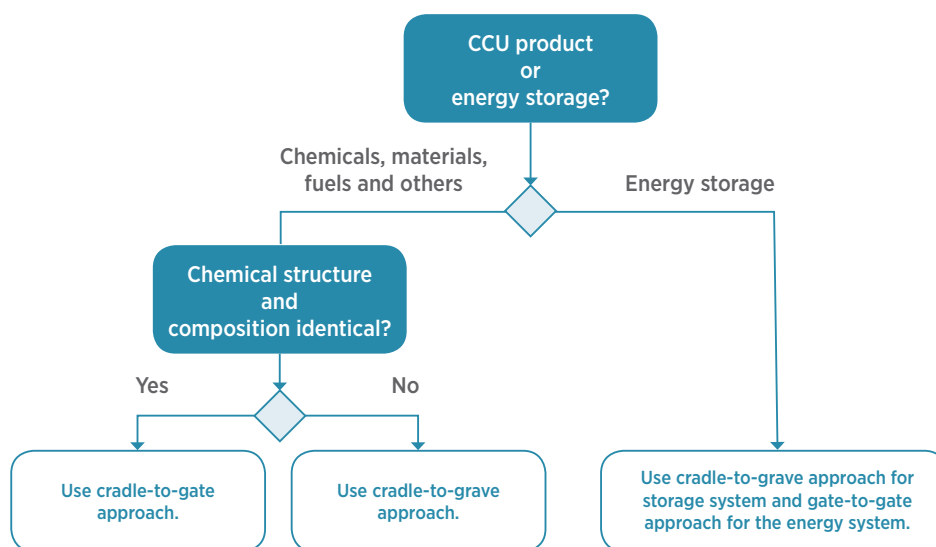 CCU product
or
energy storage?
Chemicals, materials,
fuels and others
Energy storage
Chemical structure
and
composition identical?
Yes
No
Use cradle-to-gate
approach.
Use cradle-to-grave
approach.
Use cradle-to-grave approach for
storage system and gate-to-gate
approach for the energy system.